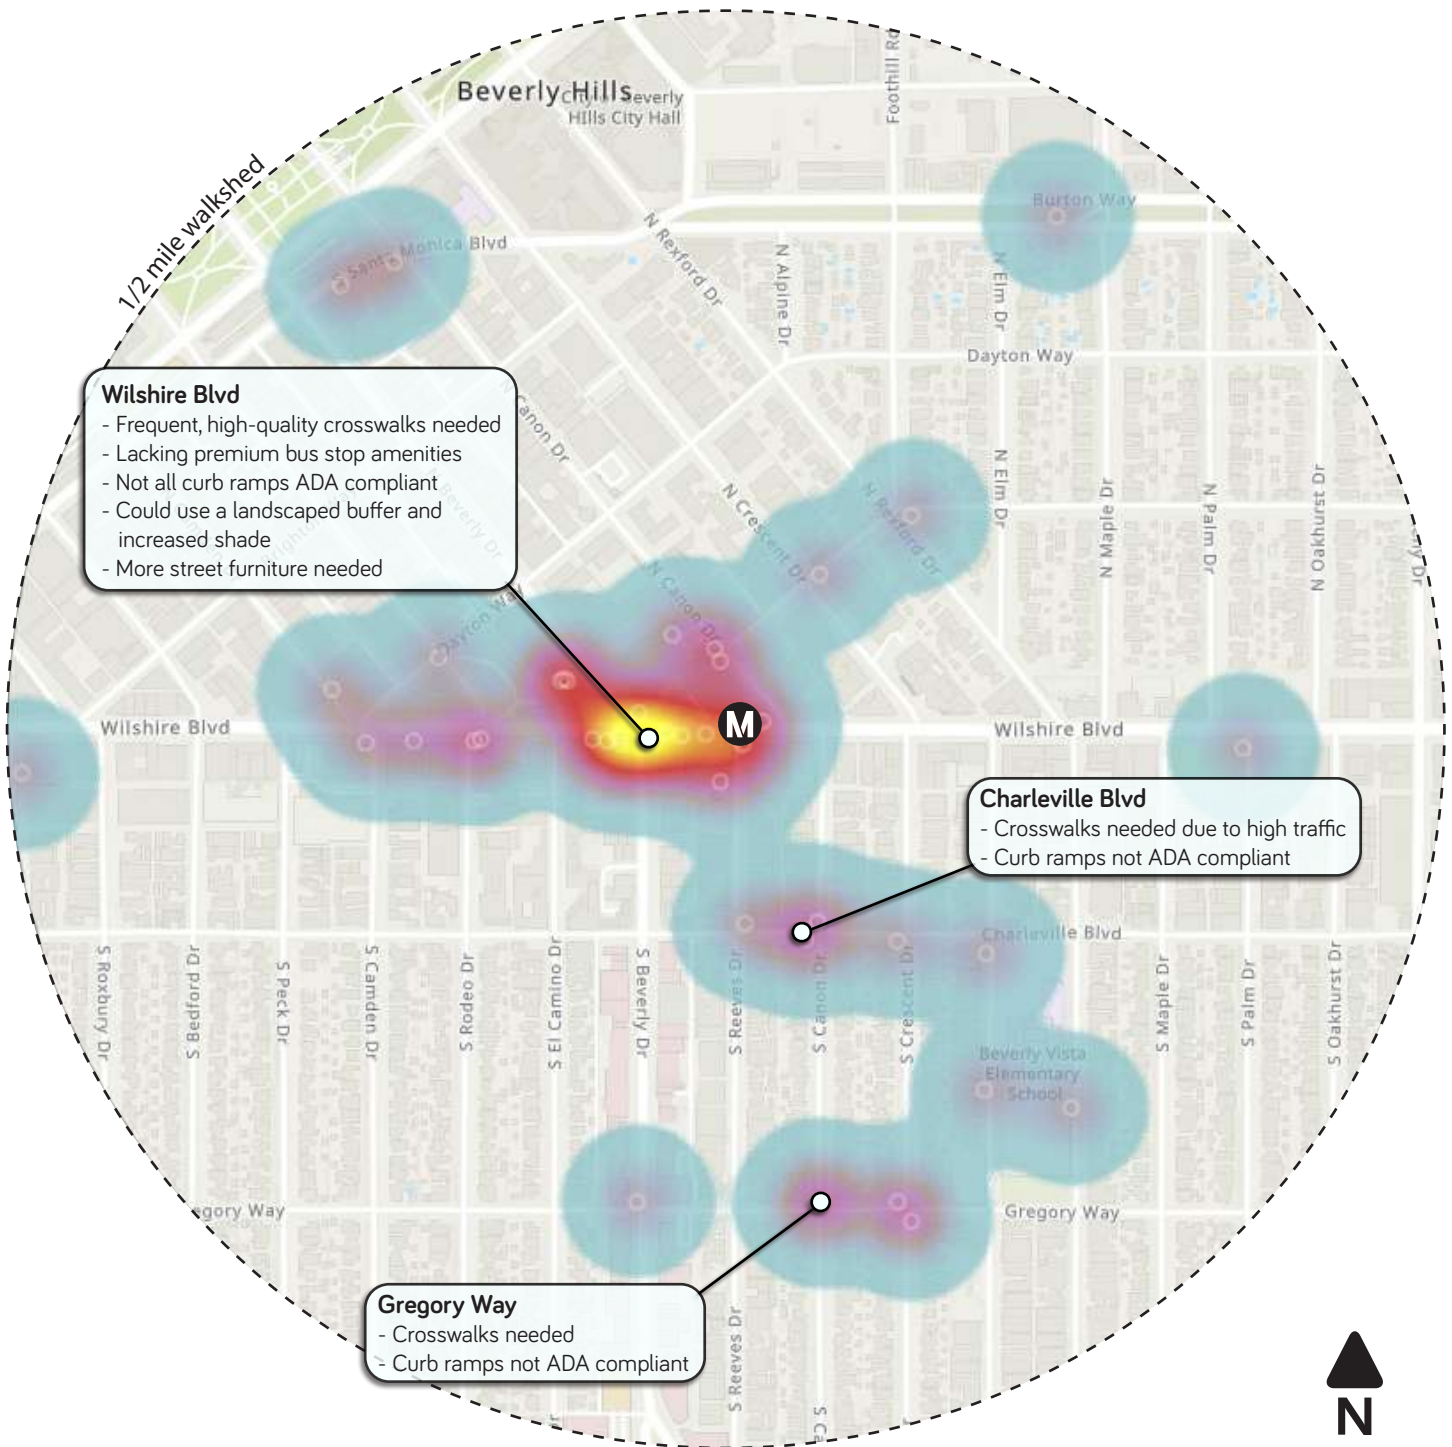 Beverly Hills
City of Beverly
HIlls City Hall
Foothill Rd
1/2 mile walkshed
Burton Way
Santa Monica Blvd
N Rexford Dr
N Alpine Dr
N Elm Dr
Dayton Way
Wilshire Blvd
- Frequent, high-quality crosswalks needed
- Lacking premium bus stop amenities
- Not all curb ramps ADA compliant
- Could use a landscaped buffer and
increased shade
- More street furniture needed
N Canon Dr
Beverly Dr
N Crescent Dr
N Rexford Dr
N Elm Dr
N Maple Dr
N Palm Dr
N Oakhurst Dr
Dayton Way
N Canon Dr
Wilshire Blvd
M
Wilshire Blvd
Charleville Blvd
- Crosswalks needed due to high traffic
- Curb ramps not ADA compliant
Charleville Blvd
S Roxbury Dr
S Bedford Dr
S Peck Dr
S Camden Dr
S Rodeo Dr
S El Camino Dr
S Beverly Dr
S Reeves Dr
S Canon Dr
S Crescent Dr
S Maple Dr
S Palm Dr
S Oakhurst Dr
Beverly Vista
Elementary
School
egory Way
Gregory Way
Gregory Way
- Crosswalks needed
- Curb ramps not ADA compliant
S Reeves Dr
S Ca
N